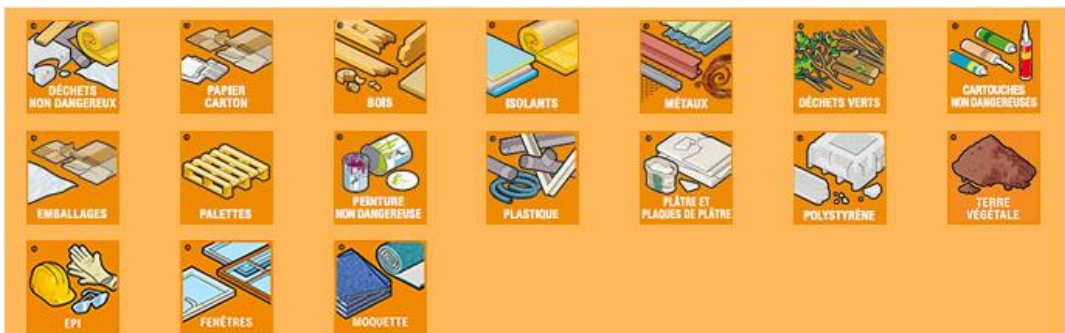 DÉCHETS
NON DANGEREUX
PAPIER
CARTON
BOIS
ISOLANTS
MÉTAUX
DÉCHETS VERTS
CARTOUCHES
NON DANGEREUSES
EMBALLAGES
PALETTES
PEINTURE
NON DANGEREUSE
PLASTIQUE
PLÂTRE ET
PLAQUES DE PLÂTRE
POLYSTYRÈNE
TERRE
VÉGÉTALE
EPI
FENÊTRES
MOQUETTE